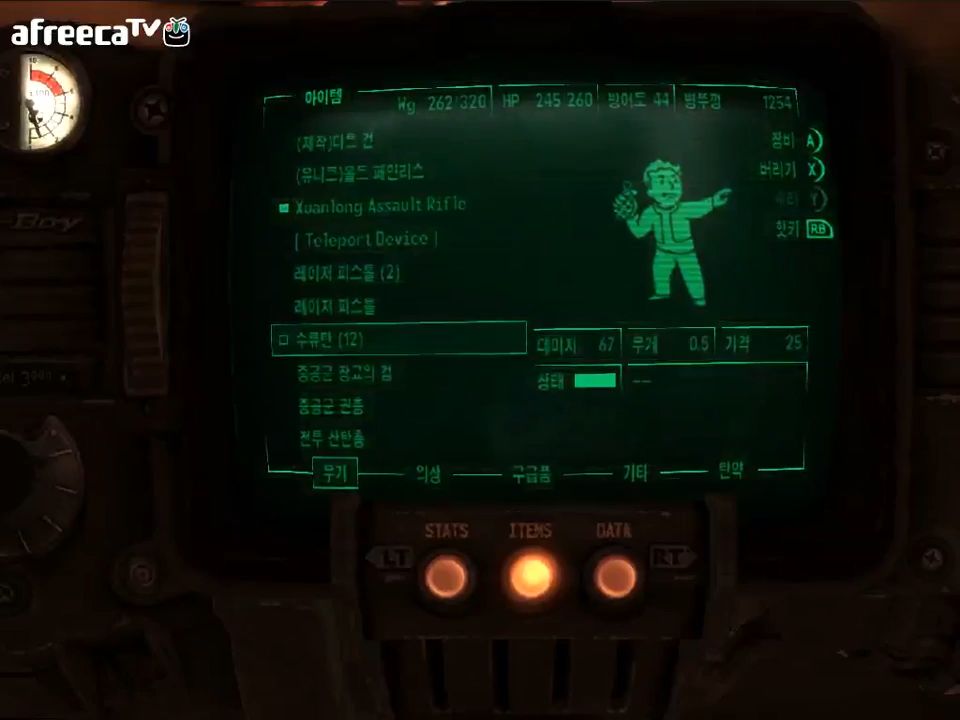 afreecaTV
아이템 Wg 262/320 HP 245/260 방어도 44 병뚜껑 1254
(제작)다트 건 장비 A)
(유니크)올드 페인리스 버리기 X)
Xuanlong Assault Rifle 수리 Y)
[ Teleport Device ] 핫키 RB
레이저 피스톨 (2)
레이저 피스톨
수류탄 (12) 대미지 67 무게 0.5 가격 25
중공군 장교의 검 상태 --
중공군 권총
전투 산탄총
무기 의상 구급품 기타 탄약
STATS ITEMS DATA
LT RT
-Boy